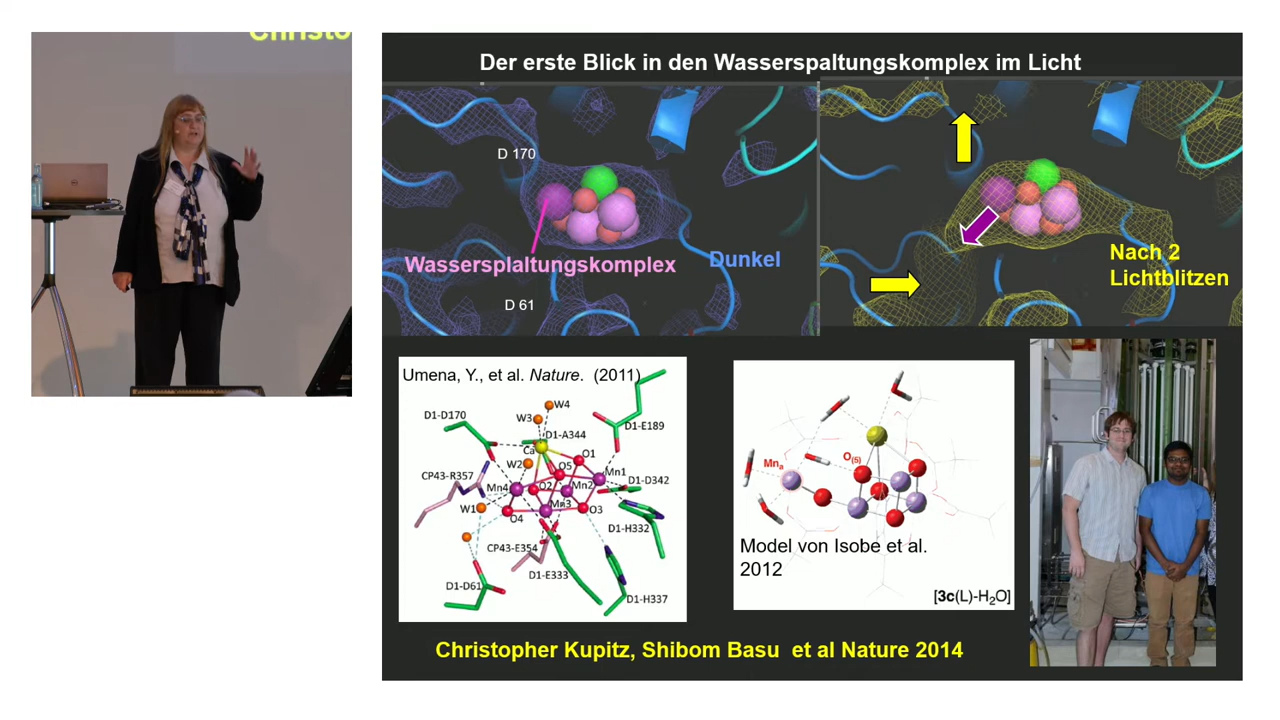 Christo
Der erste Blick in den Wasserspaltungskomplex im Licht
D 170
Wassersplaltungskomplex
Dunkel
D 61
Nach 2
Lichtblitzen
Umena, Y., et al. Nature. (2011)
W4
W3
D1-D170
D1-A344
D1-E189
Ca
O1
W2
O5
Mn1
CP43-R357
D1-D342
Mn4
O2
Mn2
W1
Mn3
O4
O3
D1-H332
CP43-E354
D1-E333
D1-D61
D1-H337
Mnₐ
O₍₅₎
Model von Isobe et al.
2012
[3c(L)-H₂O]
Christopher Kupitz, Shibom Basu et al Nature 2014